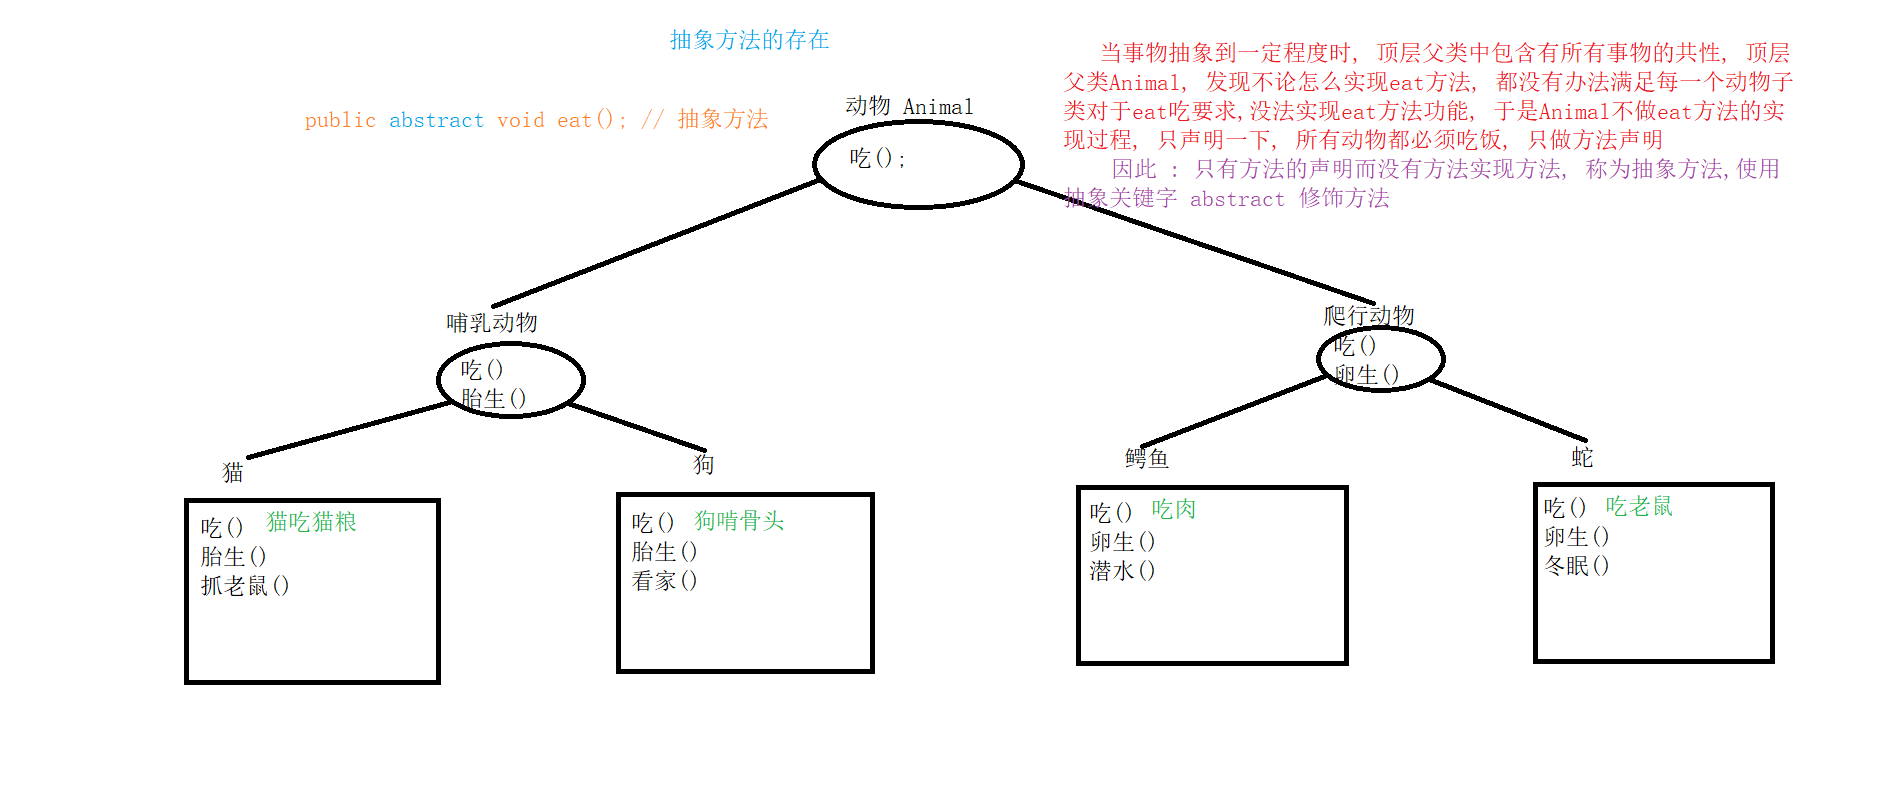 抽象方法的存在
public abstract void eat(); // 抽象方法
当事物抽象到一定程度时, 顶层父类中包含有所有事物的共性, 顶层
父类Animal, 发现不论怎么实现eat方法, 都没有办法满足每一个动物子
类对于eat吃要求,没法实现eat方法功能, 于是Animal不做eat方法的实
现过程, 只声明一下, 所有动物都必须吃饭, 只做方法声明
因此 : 只有方法的声明而没有方法实现方法, 称为抽象方法,使用
抽象关键字 abstract 修饰方法
动物 Animal
吃();
哺乳动物
吃()
胎生()
爬行动物
吃()
卵生()
猫
吃() 猫吃猫粮
胎生()
抓老鼠()
狗
吃() 狗啃骨头
胎生()
看家()
鳄鱼
吃() 吃肉
卵生()
潜水()
蛇
吃() 吃老鼠
卵生()
冬眠()